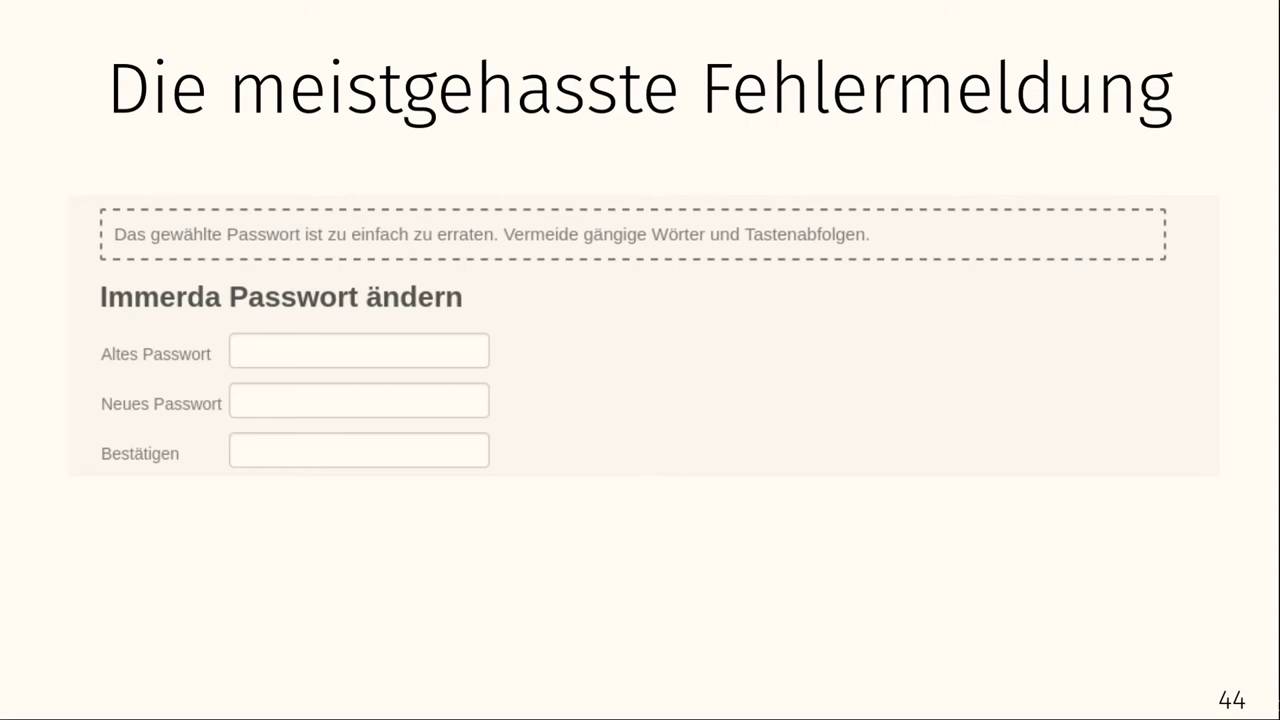 Die meistgehasste Fehlermeldung
Das gewählte Passwort ist zu einfach zu erraten. Vermeide gängige Wörter und Tastenabfolgen.
Immerda Passwort ändern
Altes Passwort
Neues Passwort
Bestätigen
44